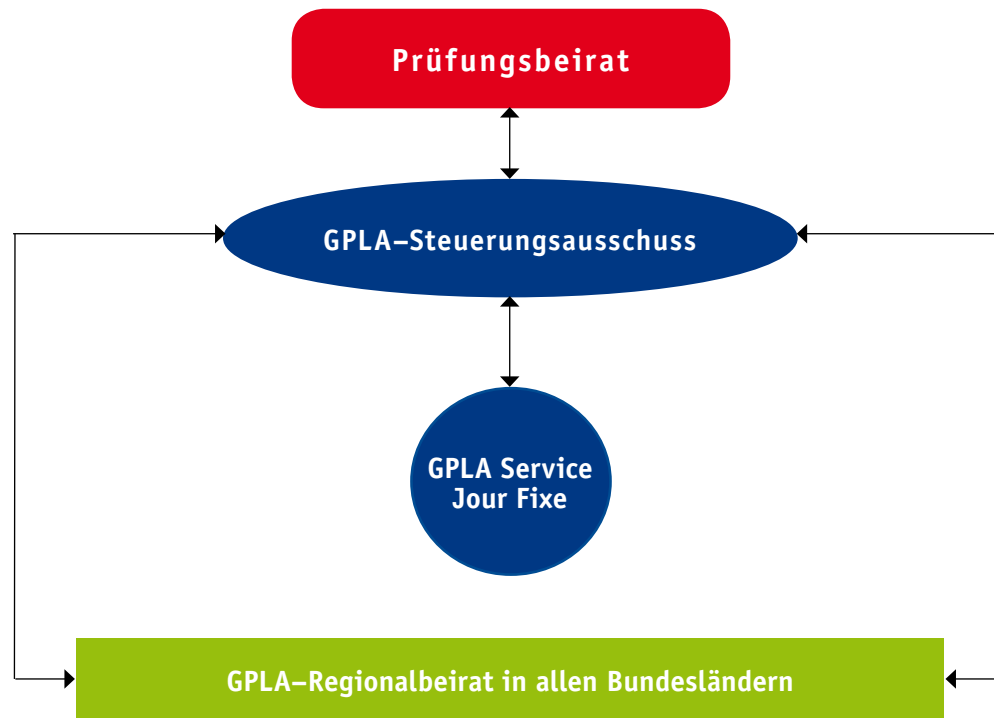 Prüfungsbeirat
GPLA–Steuerungsausschuss
GPLA Service
Jour Fixe
GPLA–Regionalbeirat in allen Bundesländern